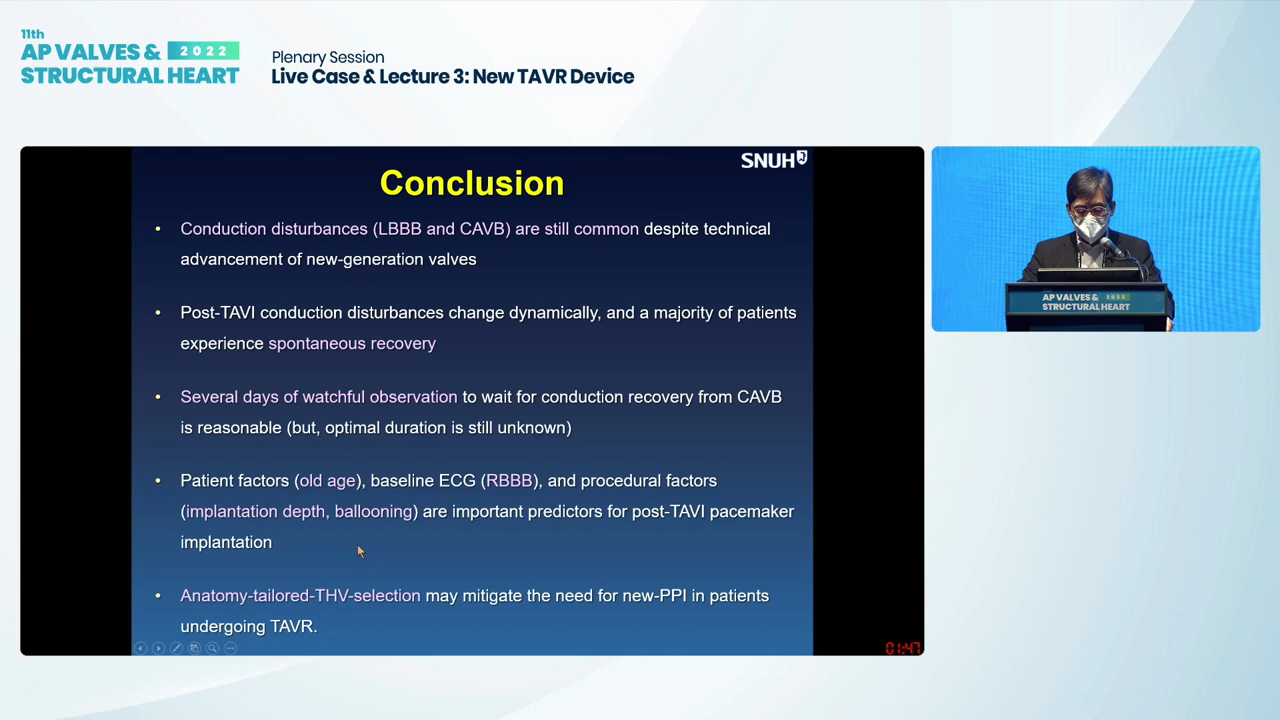 11th
AP VALVES & 2022
STRUCTURAL HEART
Plenary Session
Live Case & Lecture 3: New TAVR Device
SNUH
Conclusion
• Conduction disturbances (LBBB and CAVB) are still common despite technical
advancement of new-generation valves
• Post-TAVI conduction disturbances change dynamically, and a majority of patients
experience spontaneous recovery
• Several days of watchful observation to wait for conduction recovery from CAVB
is reasonable (but, optimal duration is still unknown)
• Patient factors (old age), baseline ECG (RBBB), and procedural factors
(implantation depth, ballooning) are important predictors for post-TAVI pacemaker
implantation
• Anatomy-tailored-THV-selection may mitigate the need for new-PPI in patients
undergoing TAVR.
01:47
AP VALVES & 2022
STRUCTURAL HEART